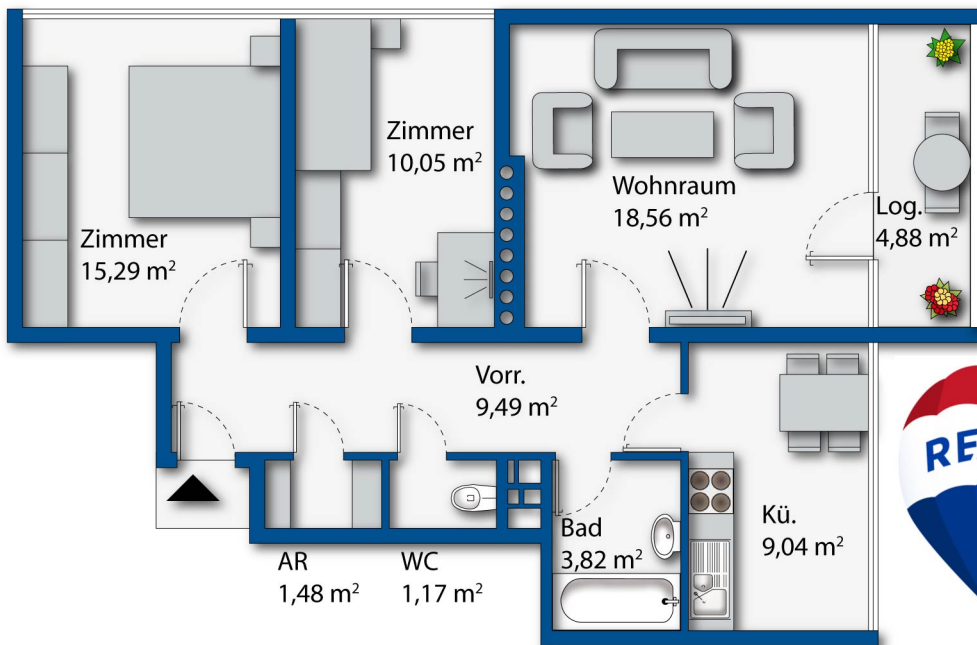 Zimmer
10,05 m²
Wohnraum
18,56 m²
Log.
4,88 m²
Zimmer
15,29 m²
Vorr.
9,49 m²
RE
Kü.
9,04 m²
Bad
3,82 m²
AR
1,48 m²
WC
1,17 m²